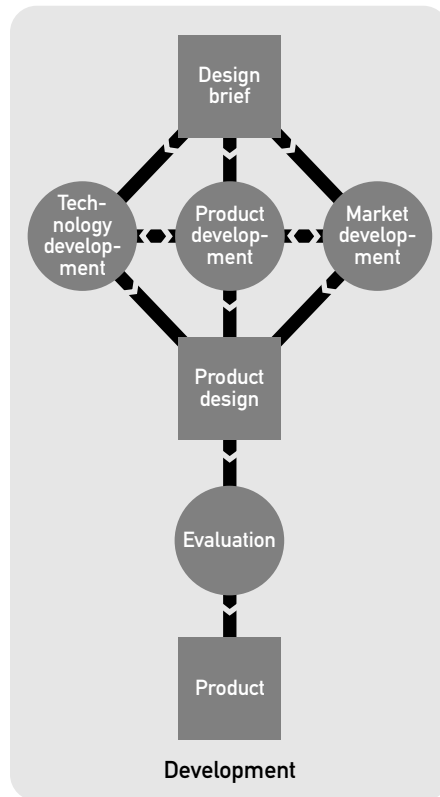 Design
brief
Tech-
nology
develop-
ment
Product
develop-
ment
Market
develop-
ment
Product
design
Evaluation
Product
Development